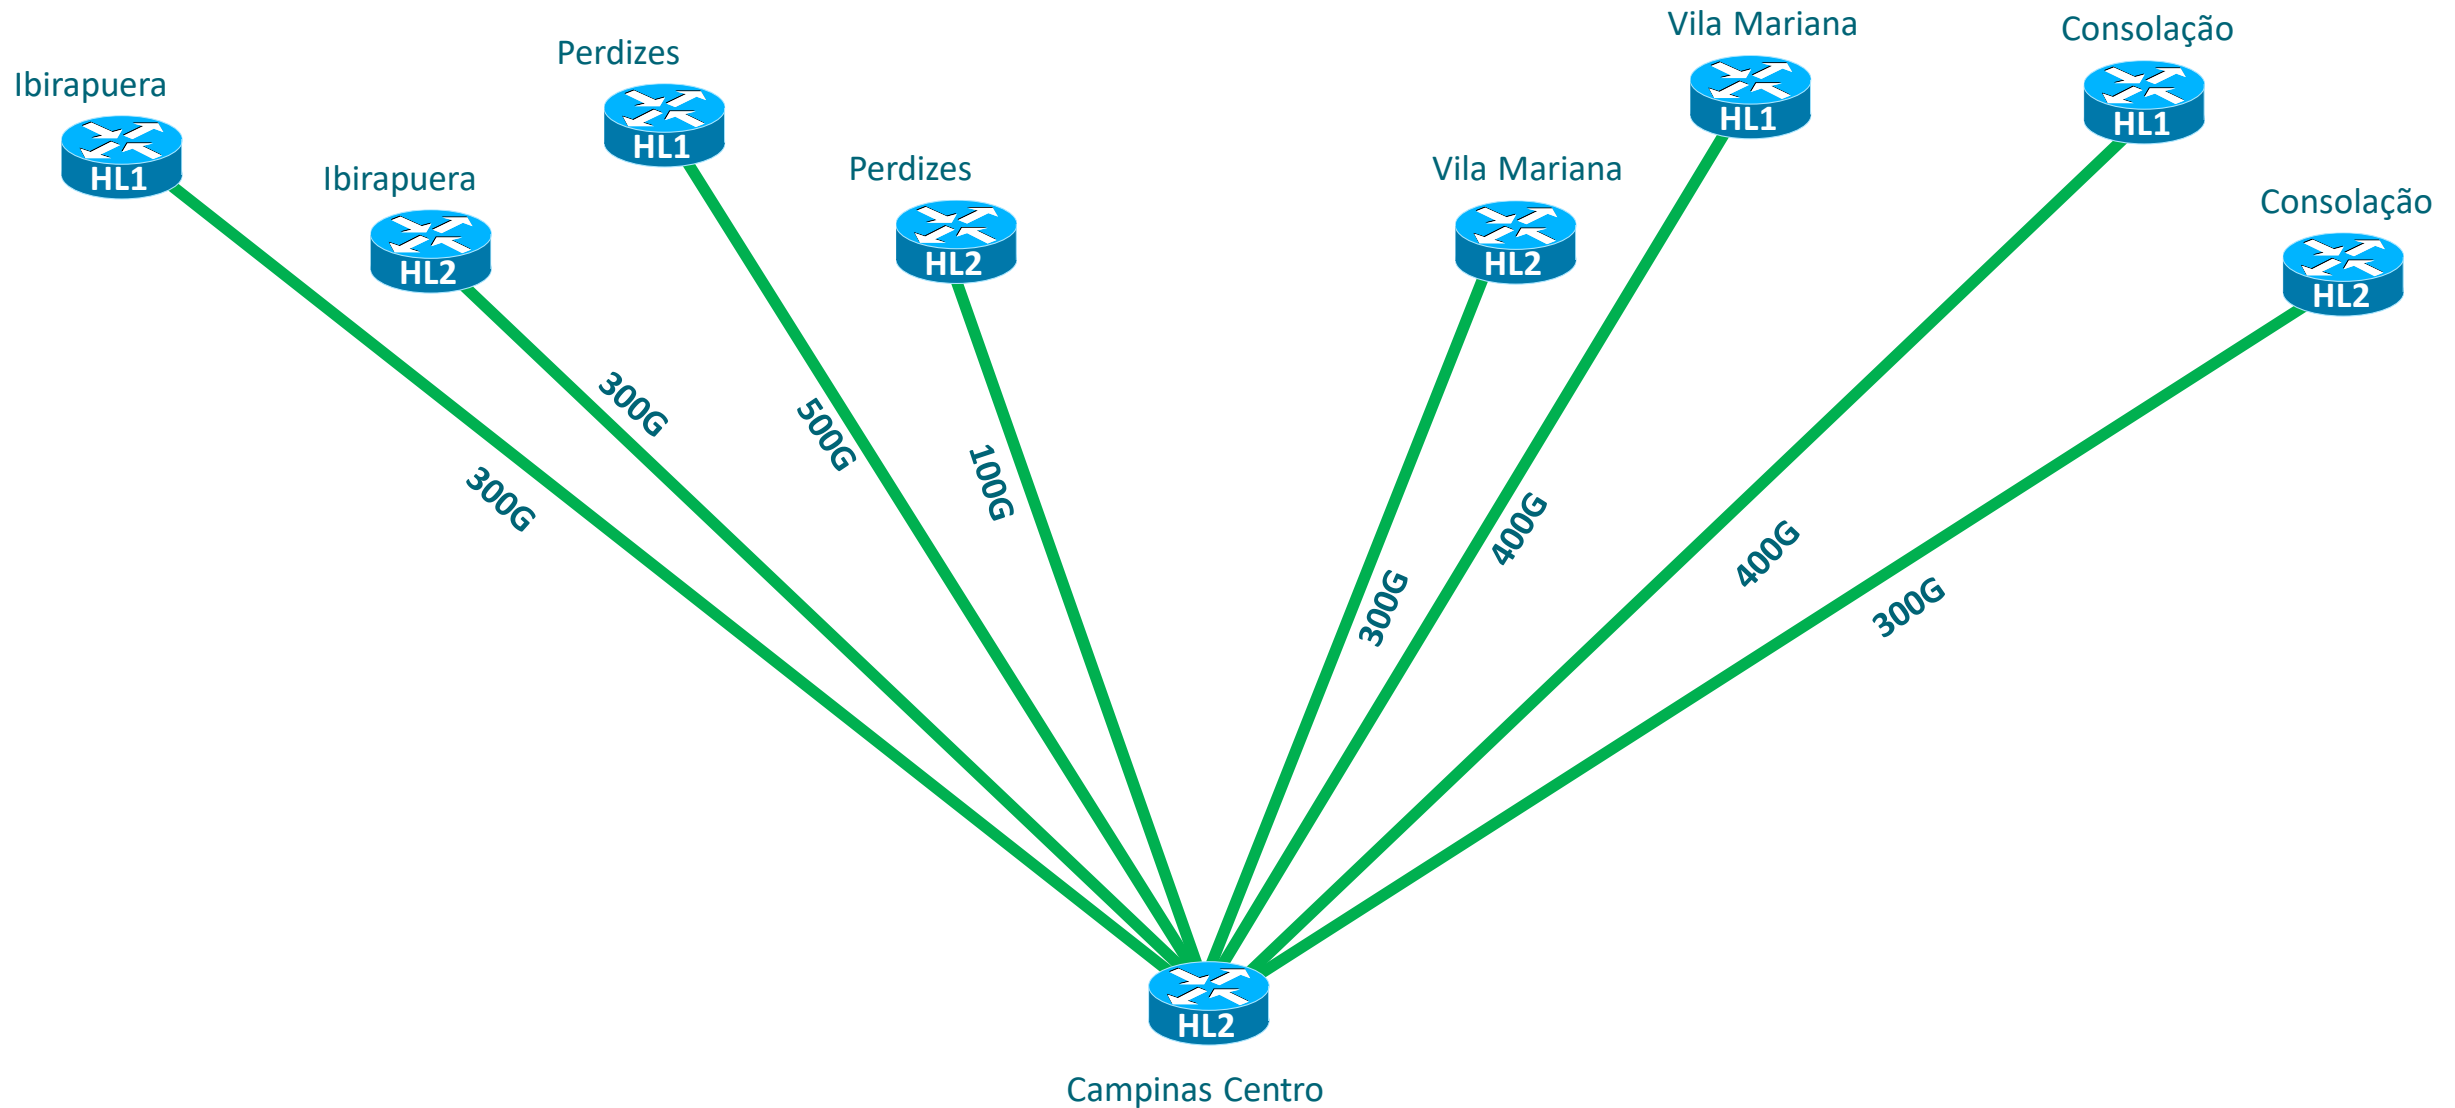 Vila Mariana
HL1
Consolação
HL1
Perdizes
HL1
Ibirapuera
HL1
Ibirapuera
HL2
Perdizes
HL2
Vila Mariana
HL2
Consolação
HL2
300G
300G
500G
100G
300G
400G
400G
300G
HL2
Campinas Centro